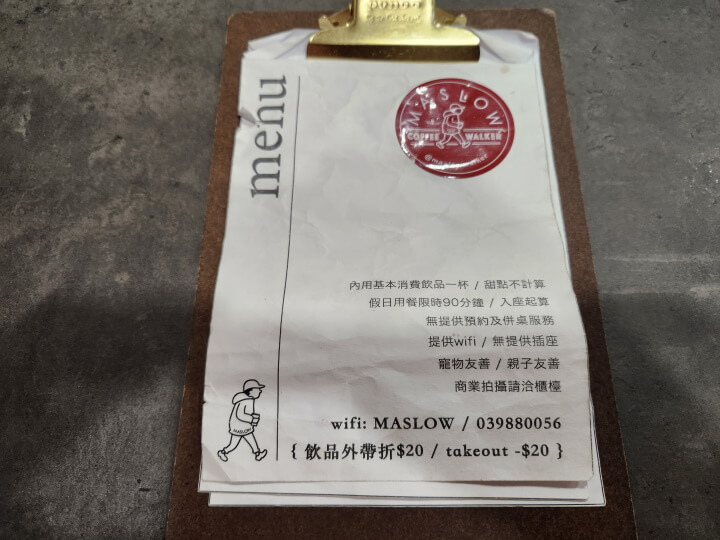 menu
MASLOW
COFFEE WALKER
內用基本消費飲品一杯 / 甜點不計算
假日用餐限時90分鐘 / 入座起算
無提供預約及併桌服務
提供wifi / 無提供插座
寵物友善 / 親子友善
商業拍攝請洽櫃檯
wifi: MASLOW / 039880056
{ 飲品外帶折$20 / takeout -$20 }
MASLOW